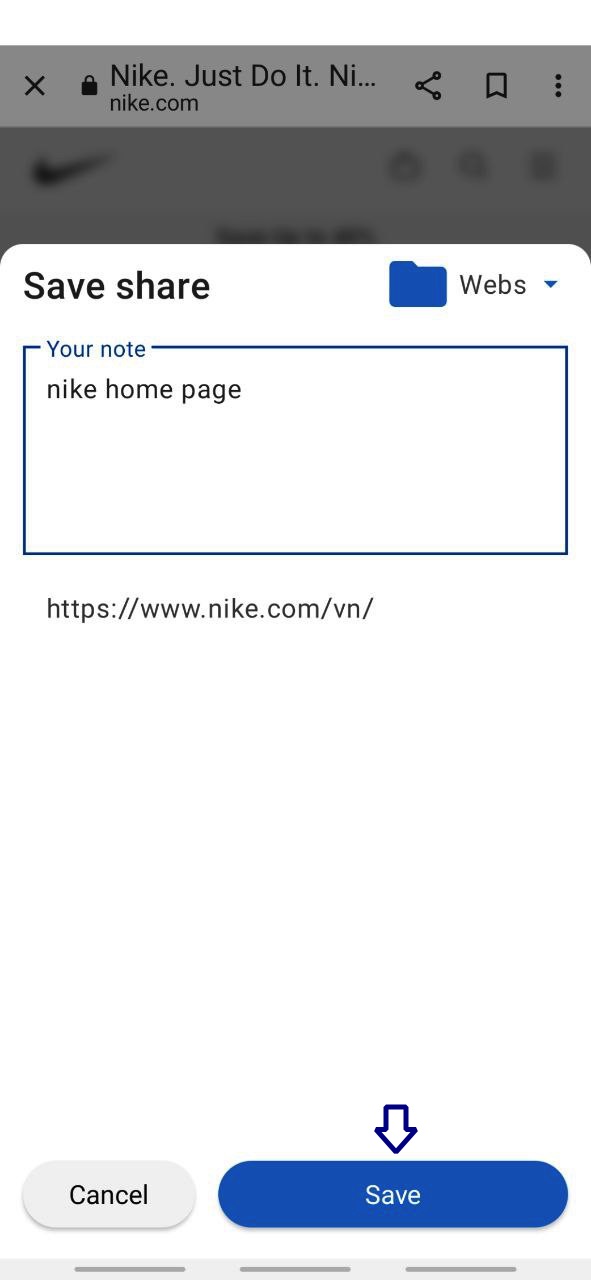 Nike. Just Do It. Ni...
nike.com
Save share
Webs
Your note
nike home page
https://www.nike.com/vn/
Cancel
Save